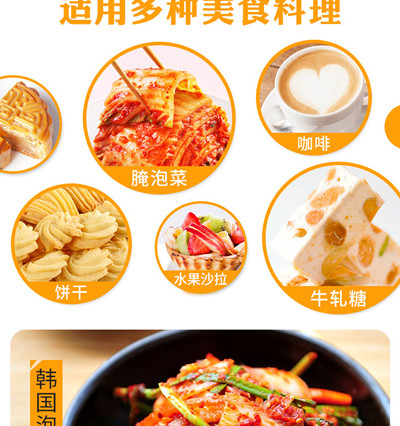 适用多种美食料理
腌泡菜
咖啡
饼干
水果沙拉
牛轧糖
韩国泡